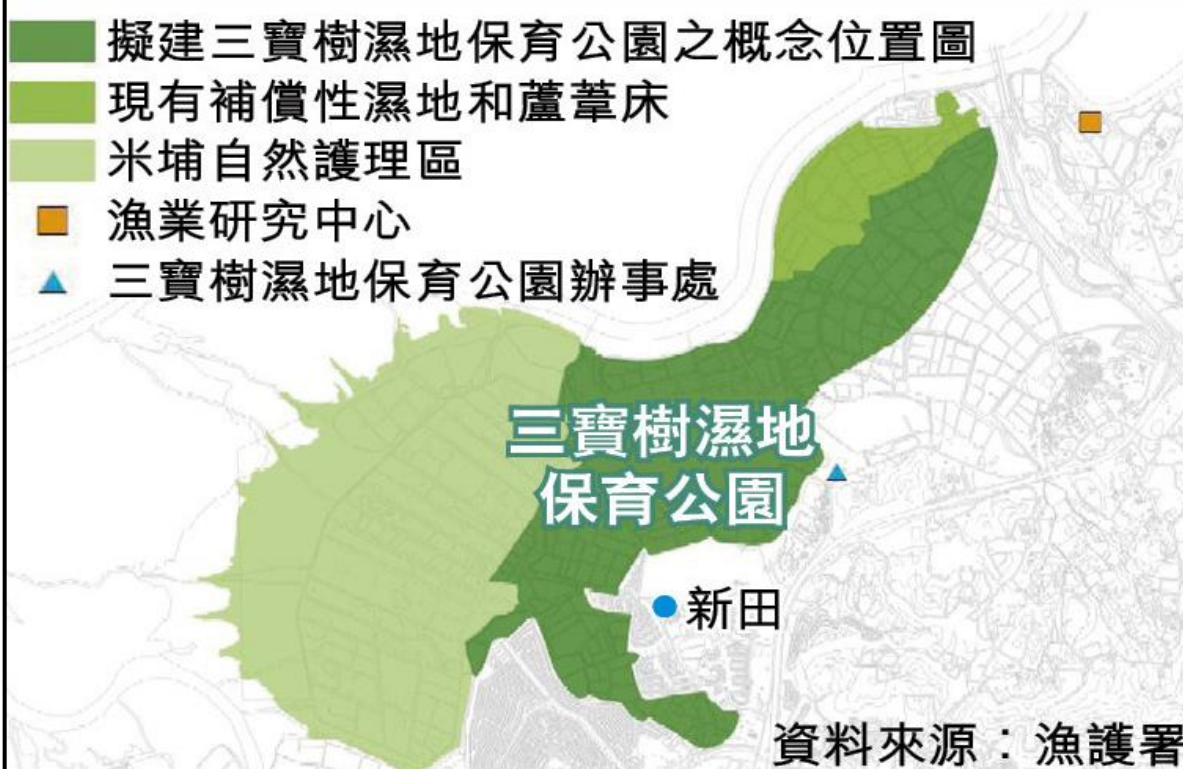 擬建三寶樹濕地保育公園之概念位置圖
現有補償性濕地和蘆葦床
米埔自然護理區
漁業研究中心
三寶樹濕地保育公園辦事處
三寶樹濕地
保育公園
新田
資料來源：漁護署